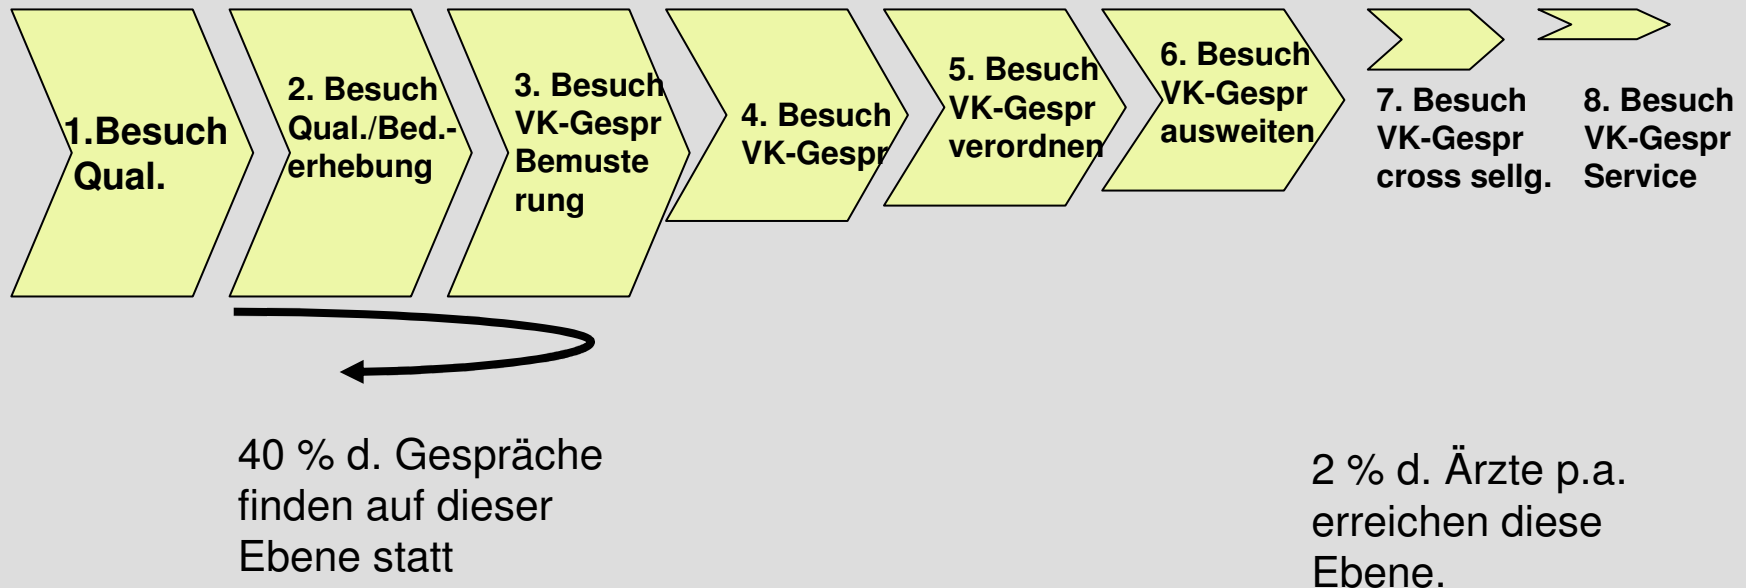 1.Besuch
Qual.
2. Besuch
Qual./Bed.-
erhebung
3. Besuch
VK-Gespr
Bemuste
rung
4. Besuch
VK-Gespr
5. Besuch
VK-Gespr
verordnen
6. Besuch
VK-Gespr
ausweiten
7. Besuch
VK-Gespr
cross sellg.
8. Besuch
VK-Gespr
Service
40 % d. Gespräche
finden auf dieser
Ebene statt
2 % d. Ärzte p.a.
erreichen diese
Ebene.